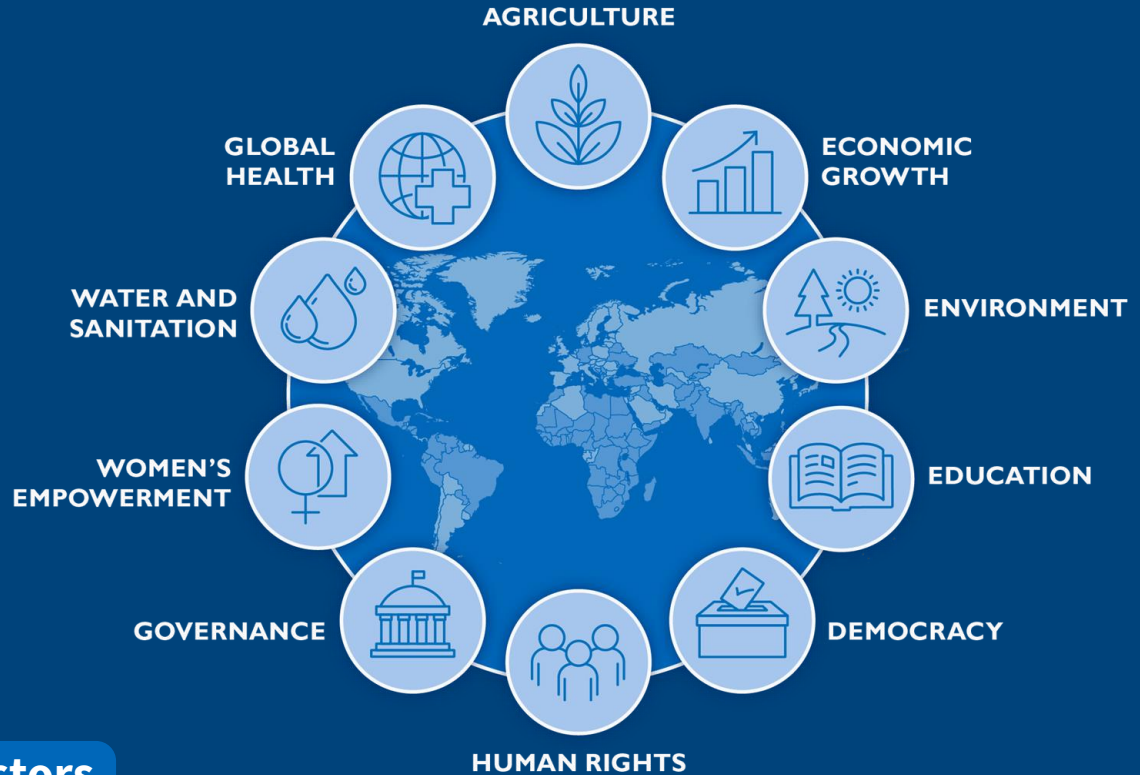 AGRICULTURE
GLOBAL
HEALTH
ECONOMIC
GROWTH
WATER AND
SANITATION
ENVIRONMENT
WOMEN'S
EMPOWERMENT
EDUCATION
GOVERNANCE
DEMOCRACY
HUMAN RIGHTS